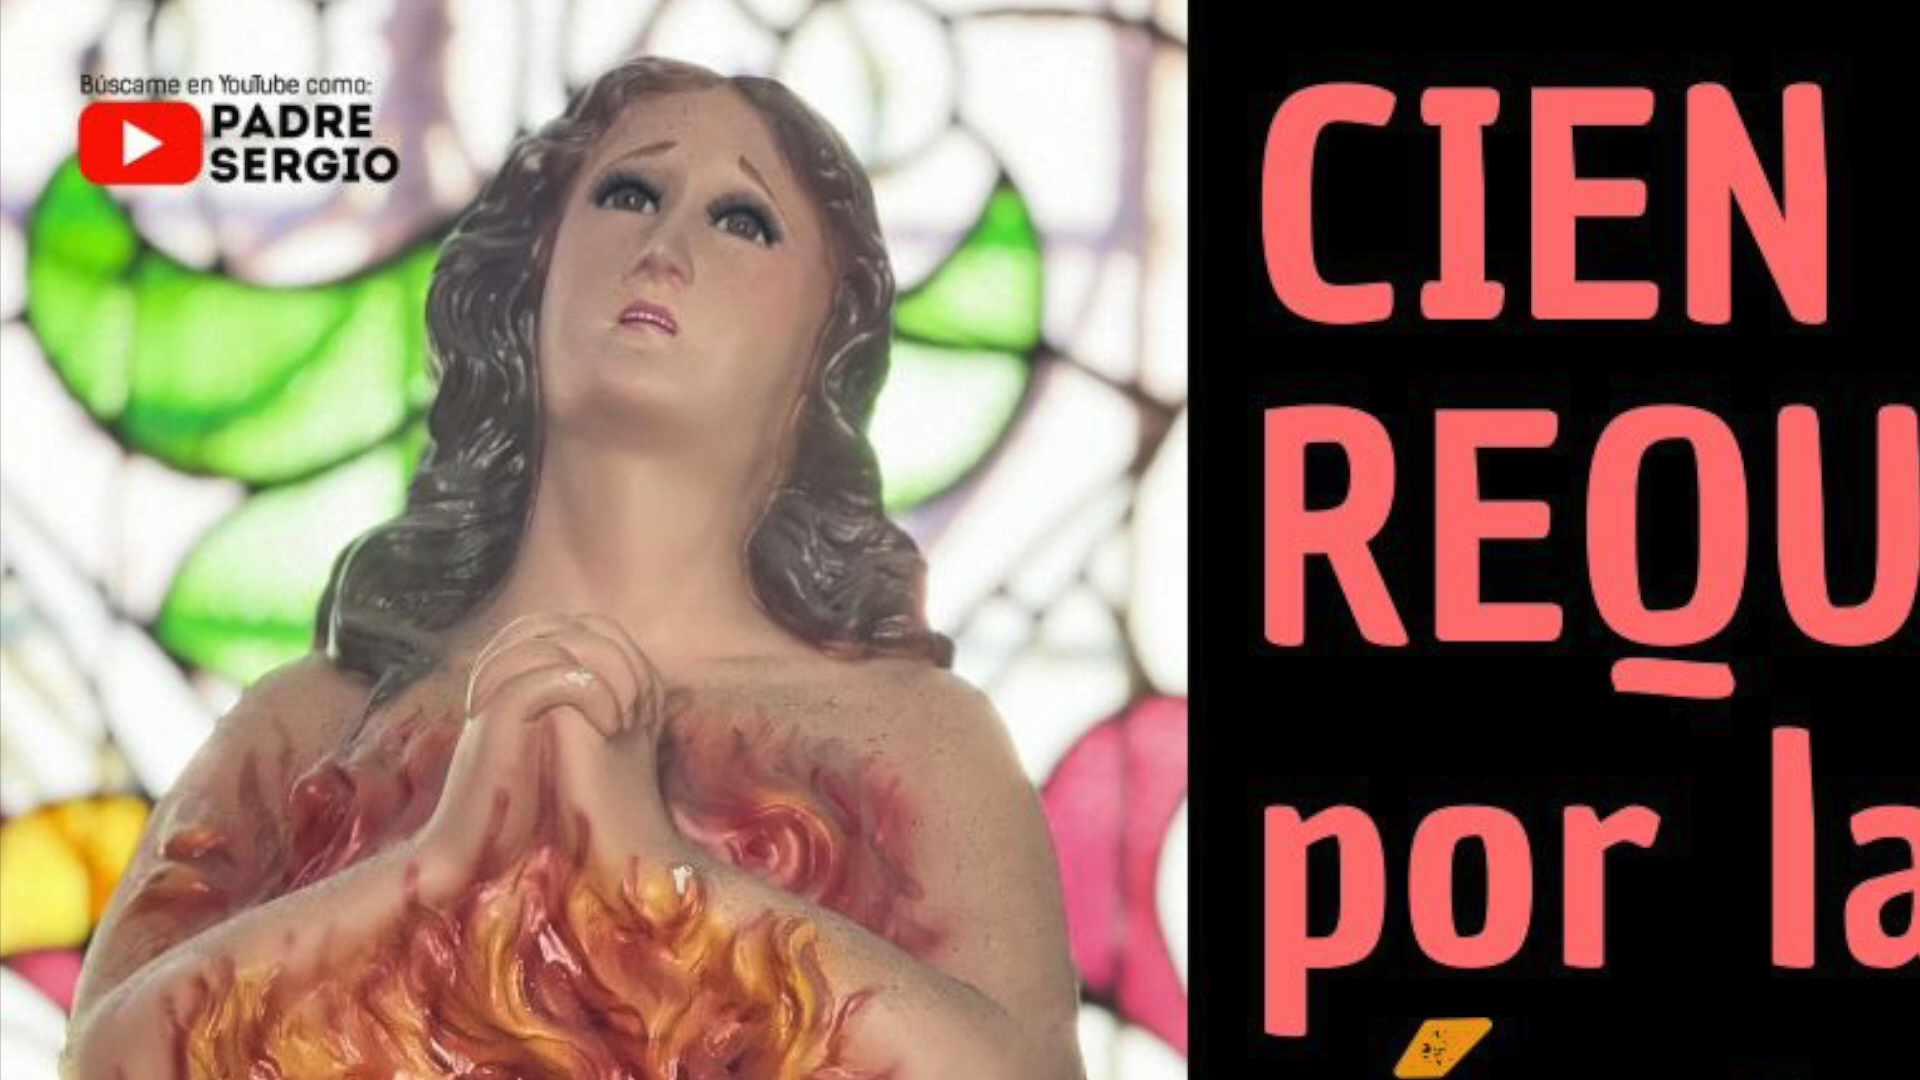 Búscame en YouTube como:
PADRE
SERGIO
CIEN
REQU
por la